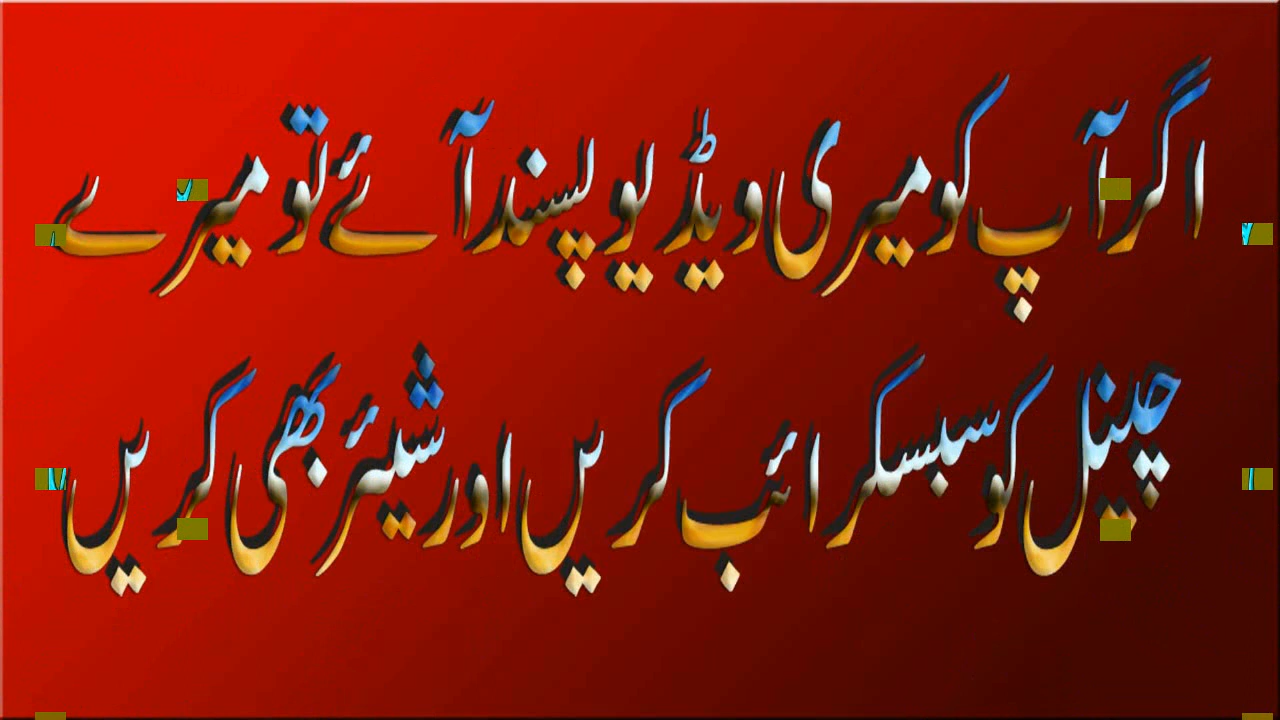 اگر آپ کو میری ویڈیو پسند آئے تو میرے
چینل کو سبسکرائب کریں اور شیئر بھی کریں